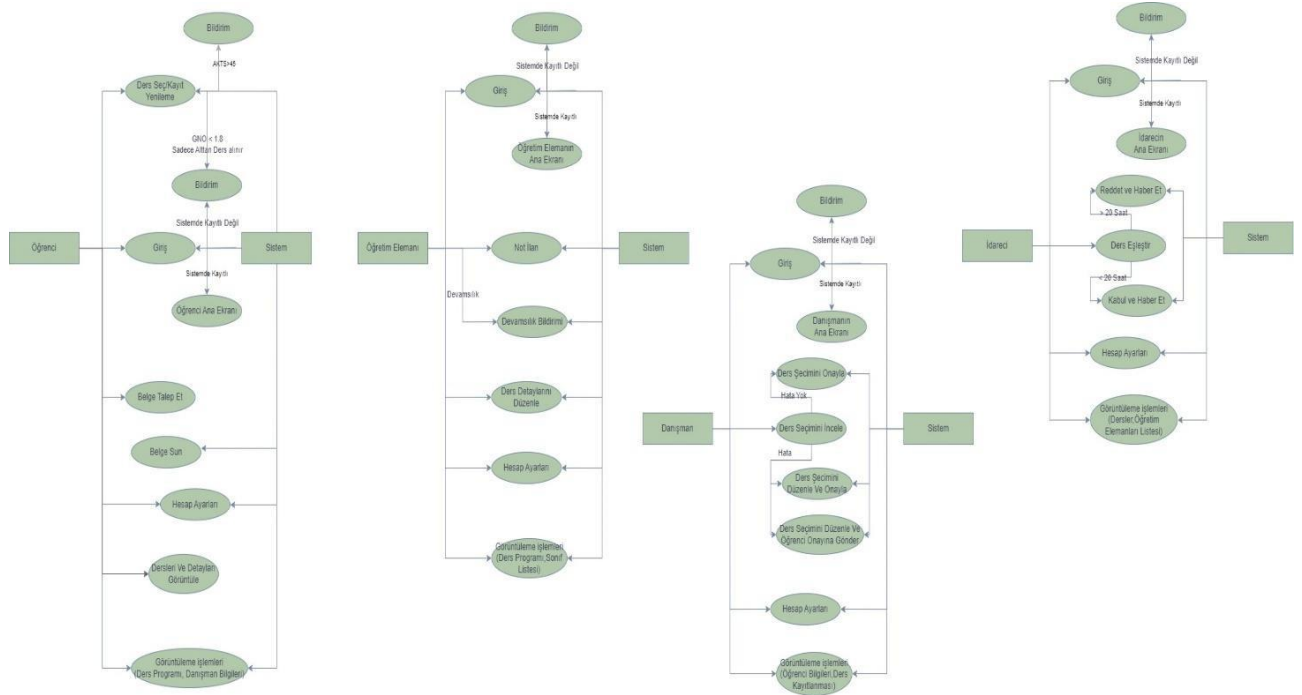 Bildirim
AKTS>45
Ders Seç/Kayıt
Yenileme
GNO < 1.8
Sadece Alttan Ders alınır
Bildirim
Sistemde Kayıtlı Değil
Öğrenci
Giriş
Sistem
Sistemde Kayıtlı
Öğrenci Ana Ekranı
Belge Talep Et
Belge Sun
Hesap Ayarları
Dersleri Ve Detayları
Görüntüle
Görüntüleme işlemleri
(Ders Programı, Danışman Bilgileri)
Bildirim
Sistemde Kayıtlı Değil
Giriş
Sistemde Kayıtlı
Öğretim Elemanın
Ana Ekranı
Öğretim Elemanı
Not İlan
Sistem
Devamsılık
Devamsılık Bildirimi
Ders Detaylarını
Düzenle
Hesap Ayarları
Görüntüleme işlemleri
(Ders Programı,Sınıf
Listesi)
Bildirim
Sistemde Kayıtlı Değil
Giriş
Sistemde Kayıtlı
Danışmanın
Ana Ekranı
Ders Şecimini Onayla
Hata Yok
Danışman
Ders Seçimini İncele
Sistem
Hata
Ders Şecimini
Düzenle Ve Onayla
Ders Seçimini Düzenle Ve
Öğrenci Onayına Gönder
Hesap Ayarları
Görüntüleme işlemleri
(Öğrenci Bilgileri,Ders
Kayıtlanması)
Bildirim
Sistemde Kayıtlı Değil
Giriş
Sistemde Kayıtlı
İdarecin
Ana Ekranı
Reddet ve Haber Et
> 20 Saat
İdareci
Ders Eşleştir
Sistem
< 20 Saat
Kabul ve Haber Et
Hesap Ayarları
Görüntüleme işlemleri
(Dersler,Öğretim
Elemanları Listesi)